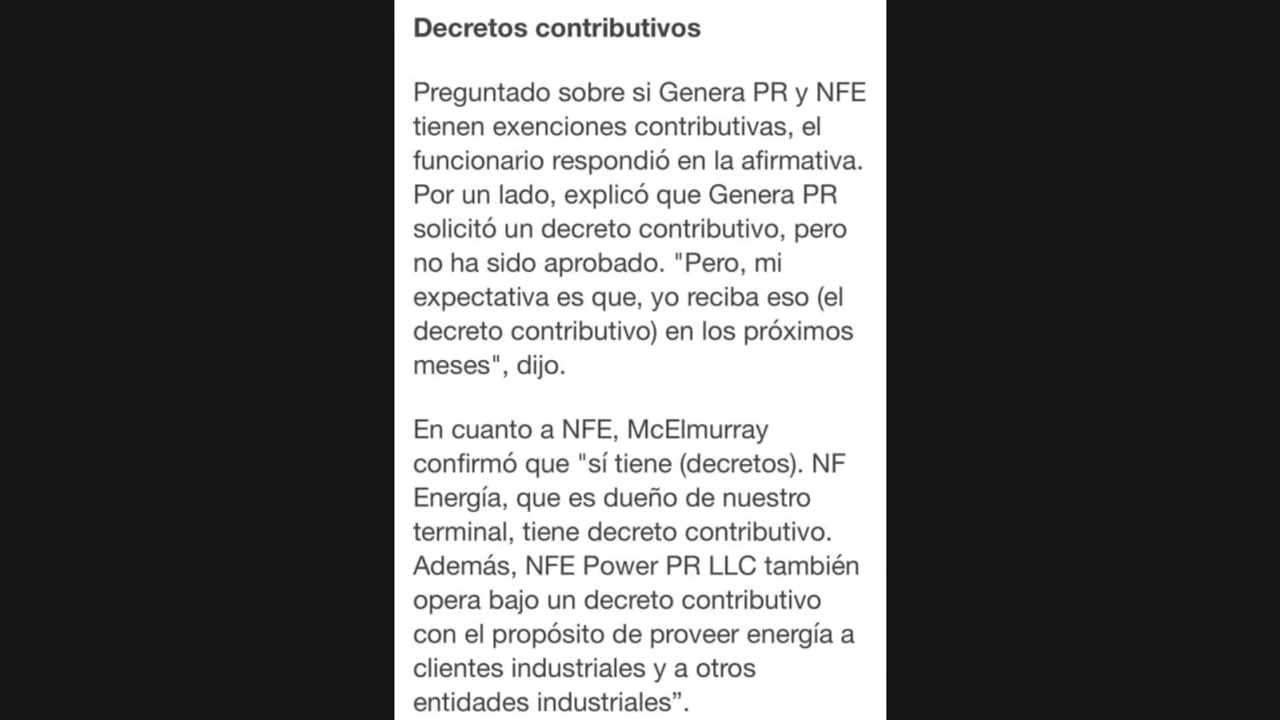 Decretos contributivos
Preguntado sobre si Genera PR y NFE
tienen exenciones contributivas, el
funcionario respondió en la afirmativa.
Por un lado, explicó que Genera PR
solicitó un decreto contributivo, pero
no ha sido aprobado. "Pero, mi
expectativa es que, yo reciba eso (el
decreto contributivo) en los próximos
meses", dijo.
En cuanto a NFE, McElmurray
confirmó que "sí tiene (decretos). NF
Energía, que es dueño de nuestro
terminal, tiene decreto contributivo.
Además, NFE Power PR LLC también
opera bajo un decreto contributivo
con el propósito de proveer energía a
clientes industriales y a otros
entidades industriales”.